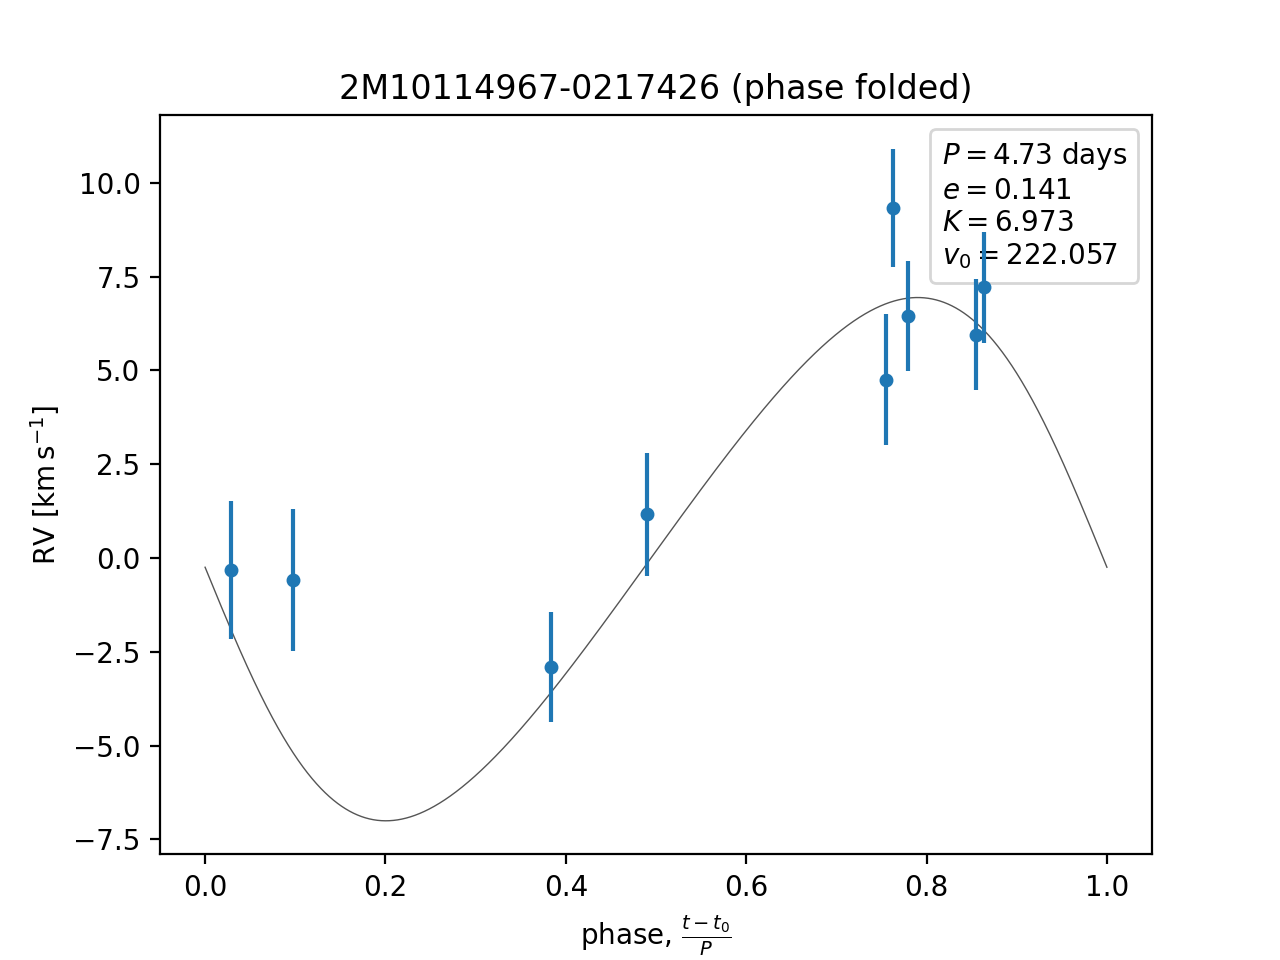 2M10114967-0217426 (phase folded)
P = 4.73 days
e = 0.141
K = 6.973
v₀ = 222.057
RV [km s⁻¹]
10.0
7.5
5.0
2.5
0.0
−2.5
−5.0
−7.5
0.0 0.2 0.4 0.6 0.8 1.0
phase, (t − t₀)/P